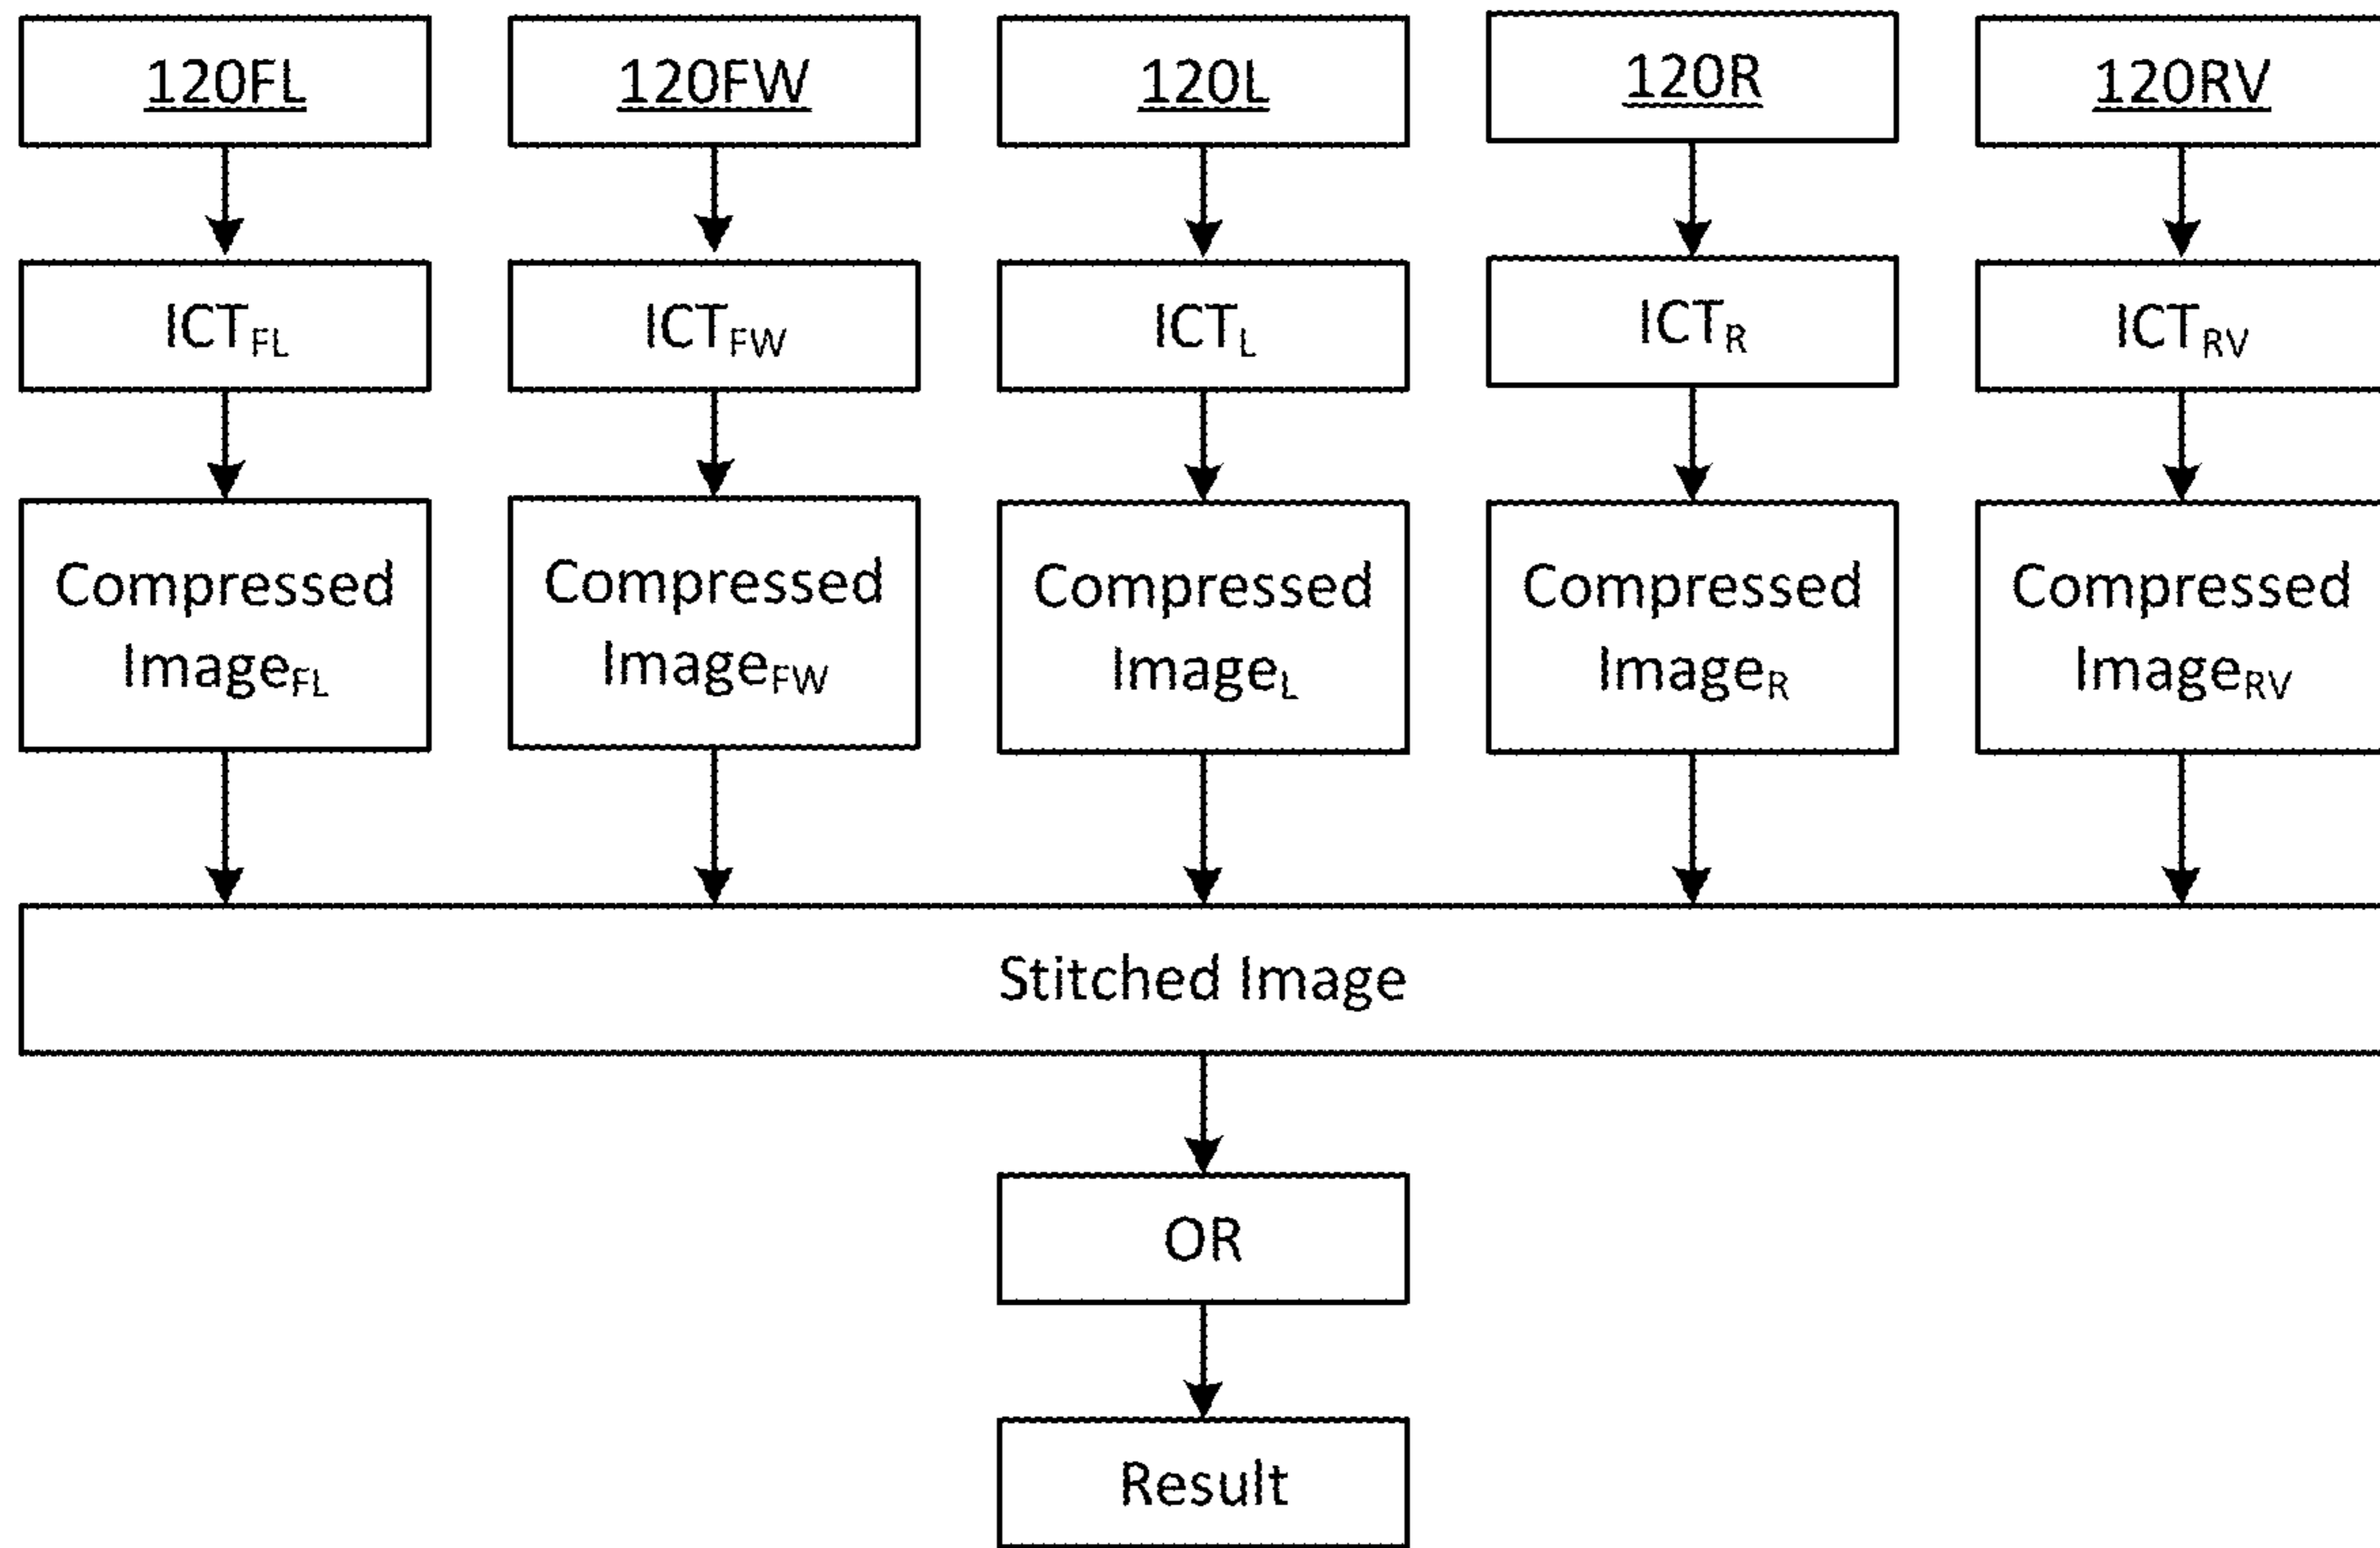 120FL 120FW 120L 120R 120RV
ICTFL ICTFW ICTL ICTR ICTRV
Compressed Compressed Compressed Compressed Compressed
ImageFL ImageFW ImageL ImageR ImageRV
Stitched Image
OR
Result